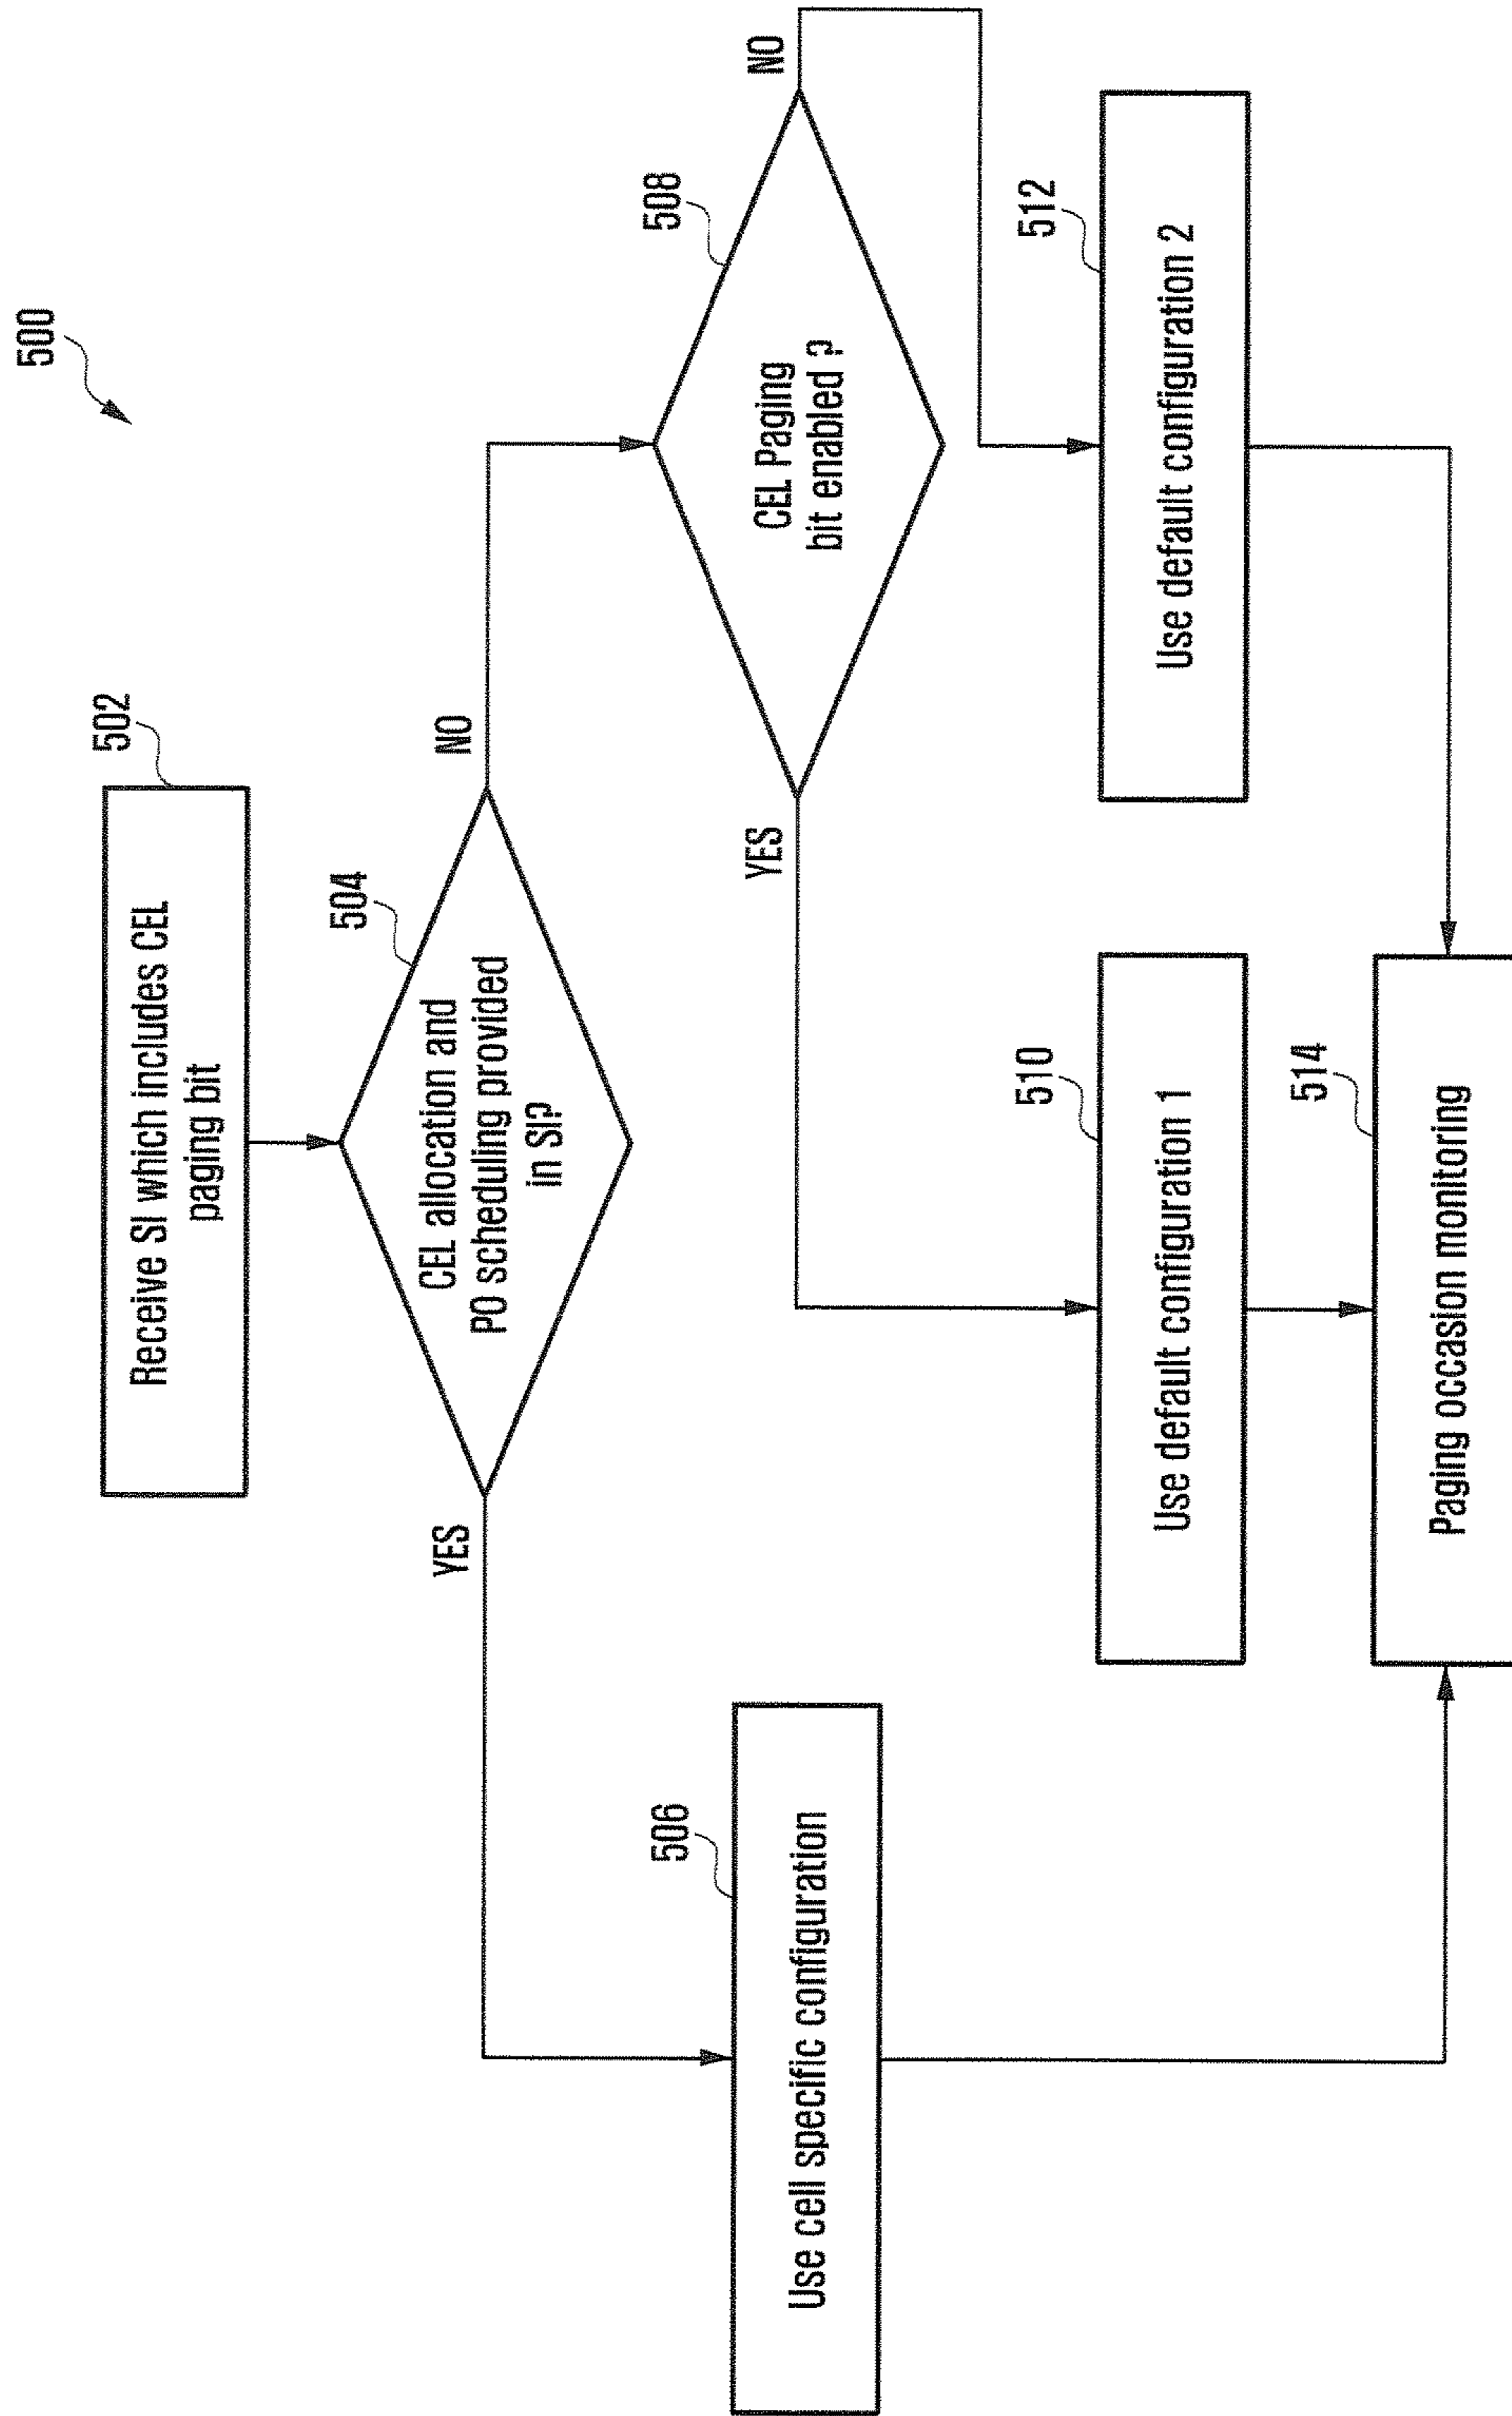 500
502
Receive SI which includes CEL
paging bit
504
CEL allocation and
PO scheduling provided
in SI?
YES
NO
506
Use cell specific configuration
508
CEL Paging
bit enabled ?
YES
NO
510
Use default configuration 1
512
Use default configuration 2
514
Paging occasion monitoring